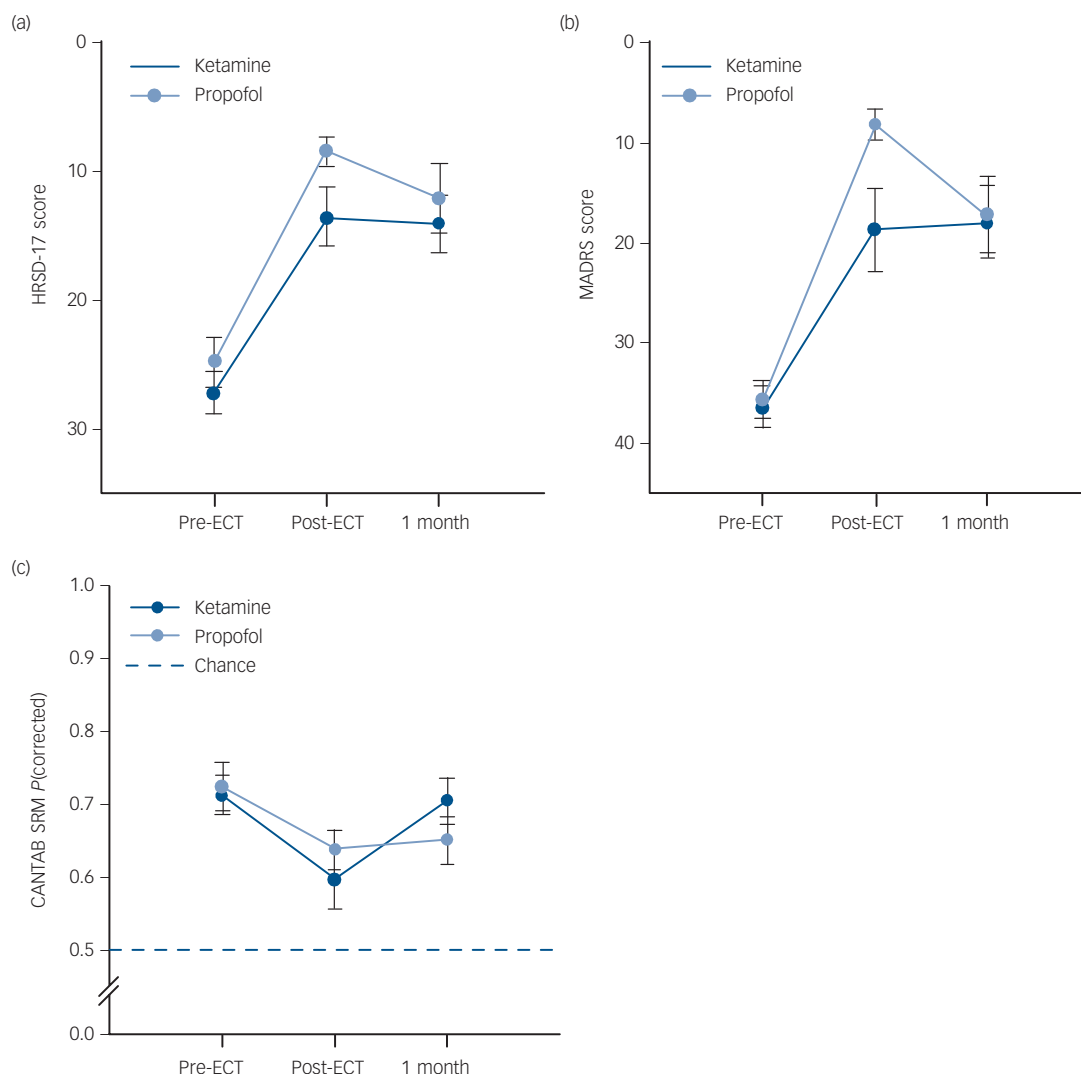 (a)
0
10
20
30
HRSD-17 score
Ketamine
Propofol
Pre-ECT Post-ECT 1 month
(b)
0
10
20
30
40
MADRS score
Ketamine
Propofol
Pre-ECT Post-ECT 1 month
(c)
1.0
0.9
0.8
0.7
0.6
0.5
0.0
CANTAB SRM P(corrected)
Ketamine
Propofol
Chance
Pre-ECT Post-ECT 1 month